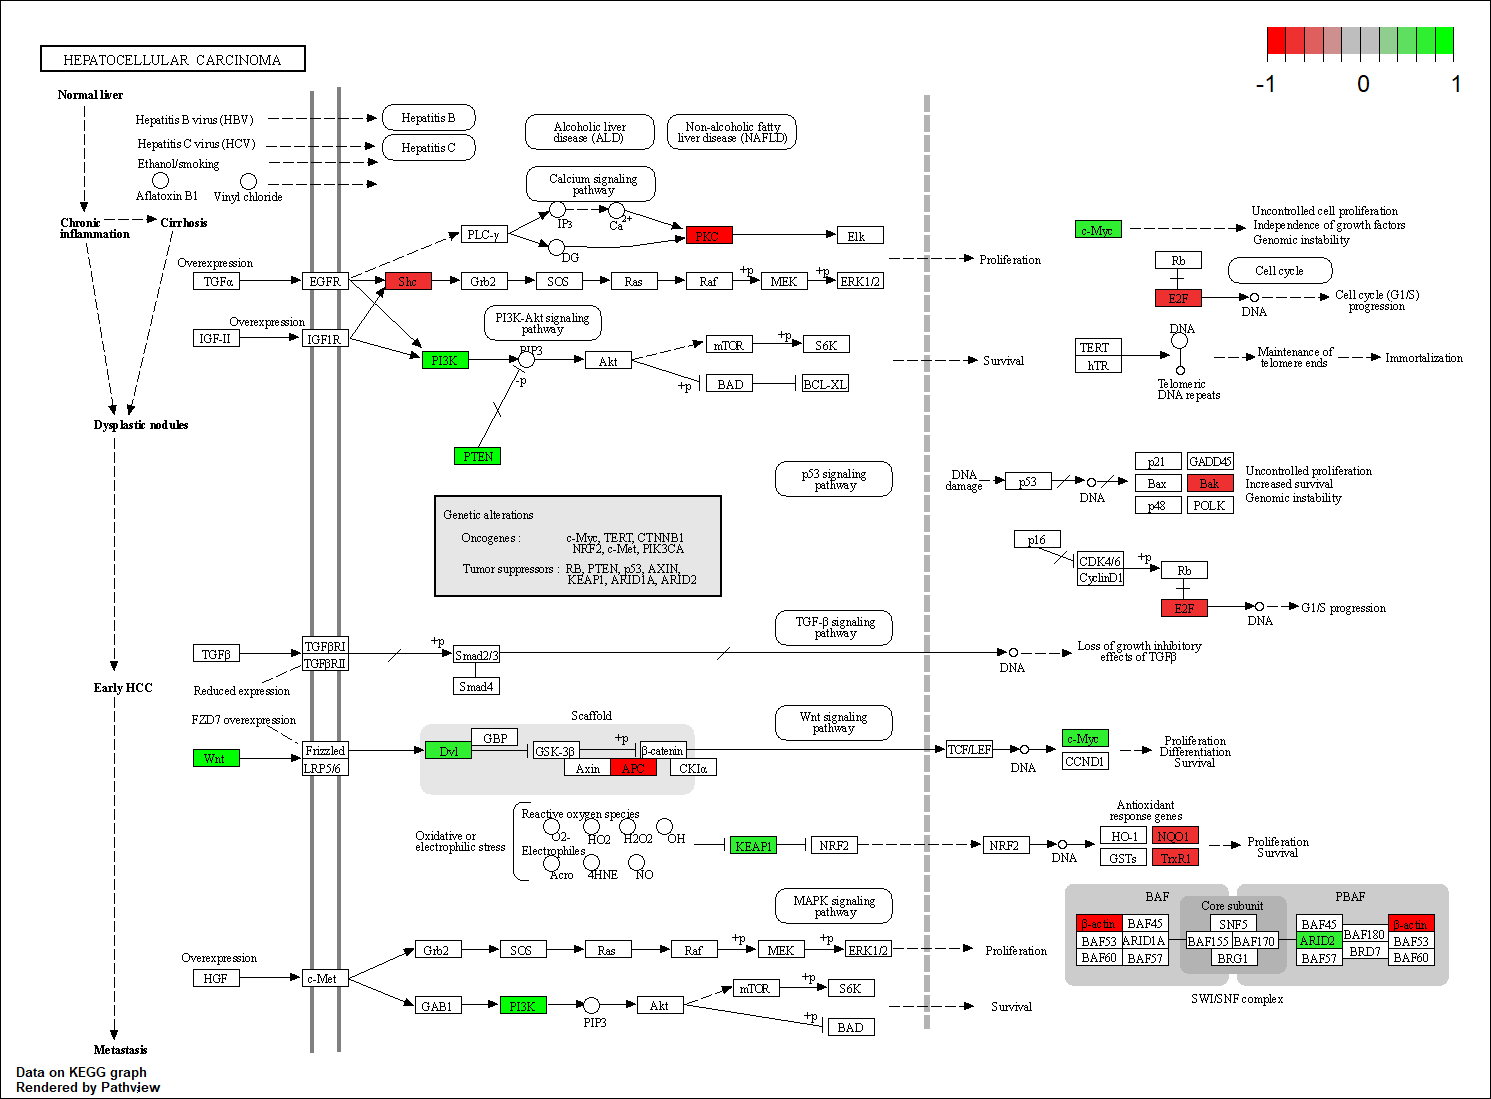 HEPATOCELLULAR CARCINOMA
-1 0 1
Normal liver
Hepatitis B virus (HBV)
Hepatitis B
Hepatitis C virus (HCV)
Hepatitis C
Ethanol/smoking
Aflatoxin B1
Vinyl chloride
Alcoholic liver
disease (ALD)
Non-alcoholic fatty
liver disease (NAFLD)
Calcium signaling
pathway
Chronic
inflammation
Cirrhosis
PLC-γ
IP3
Ca2+
DG
PKC
Elk
Overexpression
TGFα
EGFR
Shc
Grb2
SOS
Ras
Raf
+p
MEK
+p
ERK1/2
Proliferation
Overexpression
IGF-II
IGF1R
PI3K-Akt signaling
pathway
PI3K
PIP3
-p
Akt
mTOR
+p
S6K
+p
BAD
BCL-XL
Survival
PTEN
c-Myc
Uncontrolled cell proliferation
Independence of growth factors
Genomic instability
Rb
Cell cycle
E2F
DNA
Cell cycle (G1/S)
progression
TERT
hTR
DNA
Telomeric
DNA repeats
Maintenance of
telomere ends
Immortalization
Dysplastic nodules
p53 signaling
pathway
DNA
damage
p53
DNA
p21
GADD45
Bax
Bak
p48
POLK
Uncontrolled proliferation
Increased survival
Genomic instability
Genetic alterations
Oncogenes : c-Myc, TERT, CTNNB1
NRF2, c-Met, PIK3CA
Tumor suppressors : RB, PTEN, p53, AXIN,
KEAP1, ARID1A, ARID2
p16
CDK4/6
CyclinD1
+p
Rb
E2F
DNA
G1/S progression
TGF-β signaling
pathway
TGFβ
TGFβRI
TGFβRII
+p
Smad2/3
Smad4
DNA
Loss of growth inhibitory
effects of TGFβ
Reduced expression
Early HCC
FZD7 overexpression
Wnt
Frizzled
LRP5/6
Scaffold
Dvl
GBP
GSK-3β
+p
β-catenin
Axin
APC
CKIα
Wnt signaling
pathway
TCF/LEF
DNA
c-Myc
CCND1
Proliferation
Differentiation
Survival
Oxidative or
electrophilic stress
Reactive oxygen species
O2-
HO2
H2O2
OH
Electrophiles
Acro
4HNE
NO
KEAP1
NRF2
NRF2
DNA
Antioxidant
response genes
HO-1
NQO1
GSTs
TrxR1
Proliferation
Survival
MAPK signaling
pathway
Grb2
SOS
Ras
Raf
+p
MEK
+p
ERK1/2
Proliferation
Overexpression
HGF
c-Met
GAB1
PI3K
PIP3
Akt
mTOR
+p
S6K
+p
BAD
Survival
BAF
PBAF
Core subunit
β-actin
BAF45
SNF5
BAF45
β-actin
BAF53
ARID1A
BAF155
BAF170
ARID2
BAF180
BAF53
BAF60
BAF57
BRG1
BAF57
BRD7
BAF60
SWI/SNF complex
Metastasis
Data on KEGG graph
Rendered by Pathview